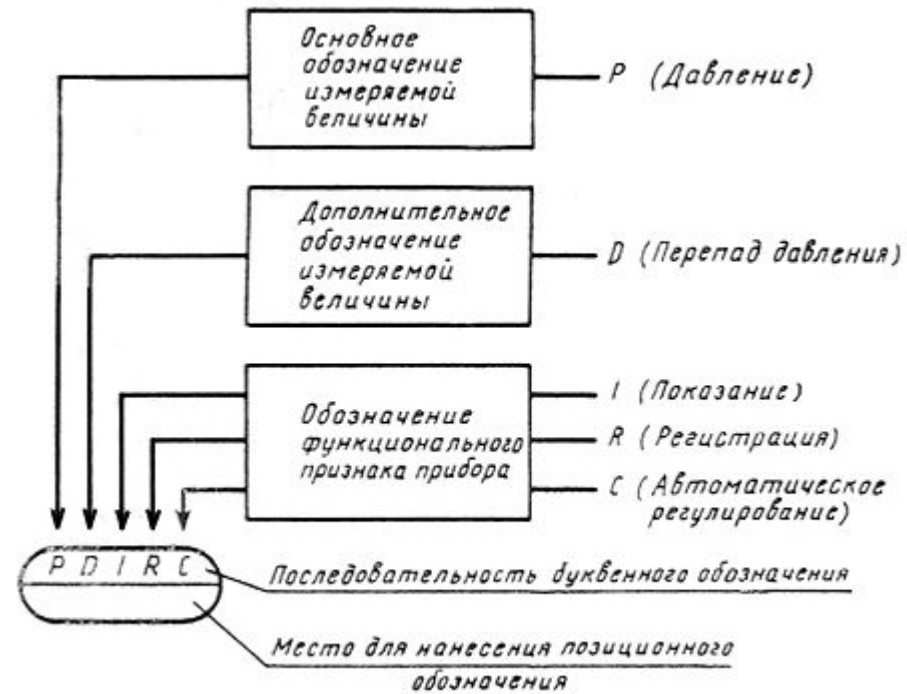 Основное
обозначение
измеряемой
величины
P (Давление)
Дополнительное
обозначение
измеряемой
величины
D (Перепад давления)
Обозначение
функционального
признака прибора
I (Показание)
R (Регистрация)
C (Автоматическое
регулирование)
P D I R C
Последовательность буквенного обозначения
Место для нанесения позиционного
обозначения